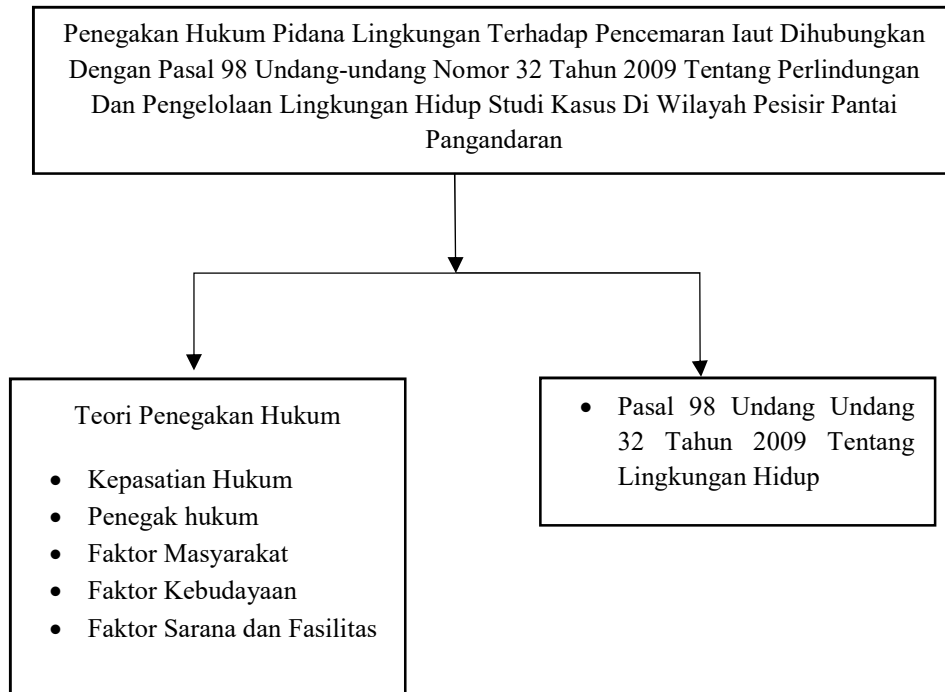 Penegakan Hukum Pidana Lingkungan Terhadap Pencemaran Iaut Dihubungkan
Dengan Pasal 98 Undang-undang Nomor 32 Tahun 2009 Tentang Perlindungan
Dan Pengelolaan Lingkungan Hidup Studi Kasus Di Wilayah Pesisir Pantai
Pangandaran
Teori Penegakan Hukum
• Kepasatian Hukum
• Penegak hukum
• Faktor Masyarakat
• Faktor Kebudayaan
• Faktor Sarana dan Fasilitas
• Pasal 98 Undang Undang
32 Tahun 2009 Tentang
Lingkungan Hidup